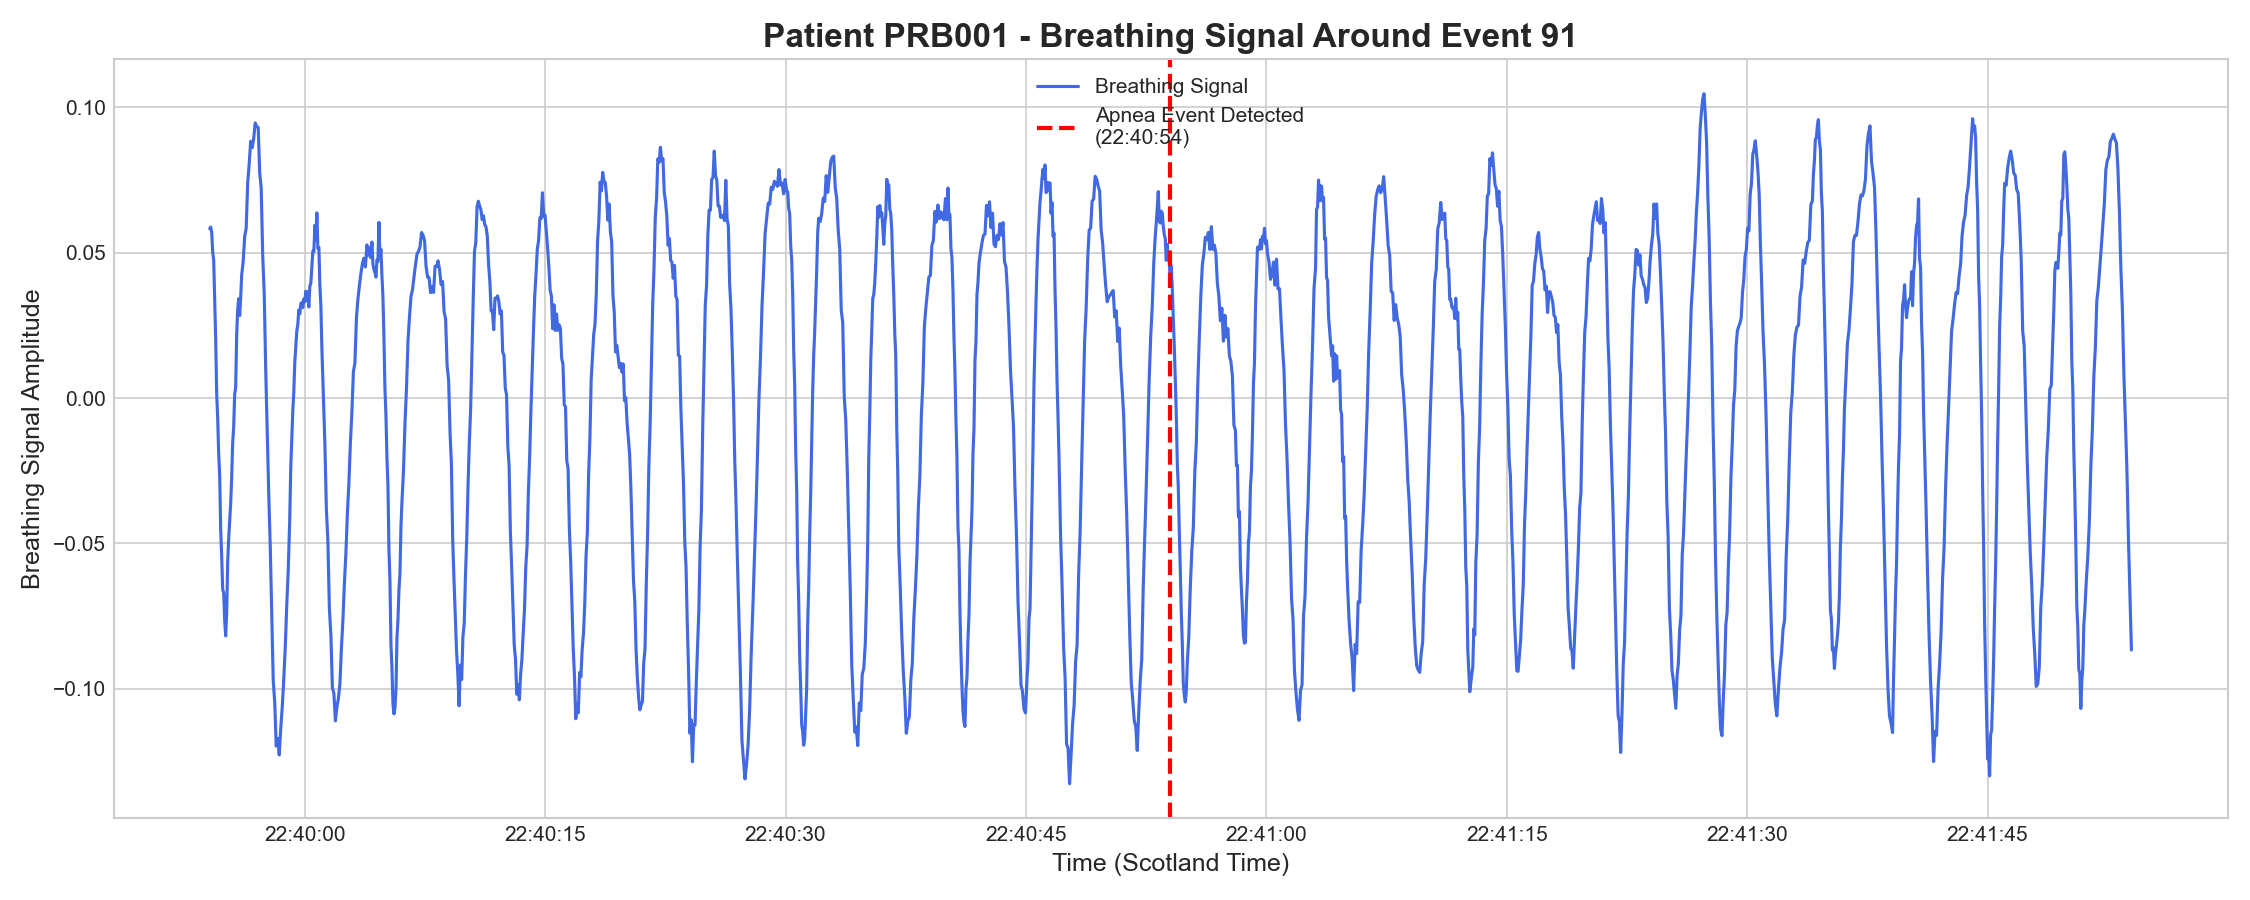 Patient PRB001 - Breathing Signal Around Event 91
Breathing Signal
Apnea Event Detected
(22:40:54)
Breathing Signal Amplitude
0.10
0.05
0.00
−0.05
−0.10
22:40:00
22:40:15
22:40:30
22:40:45
22:41:00
22:41:15
22:41:30
22:41:45
Time (Scotland Time)